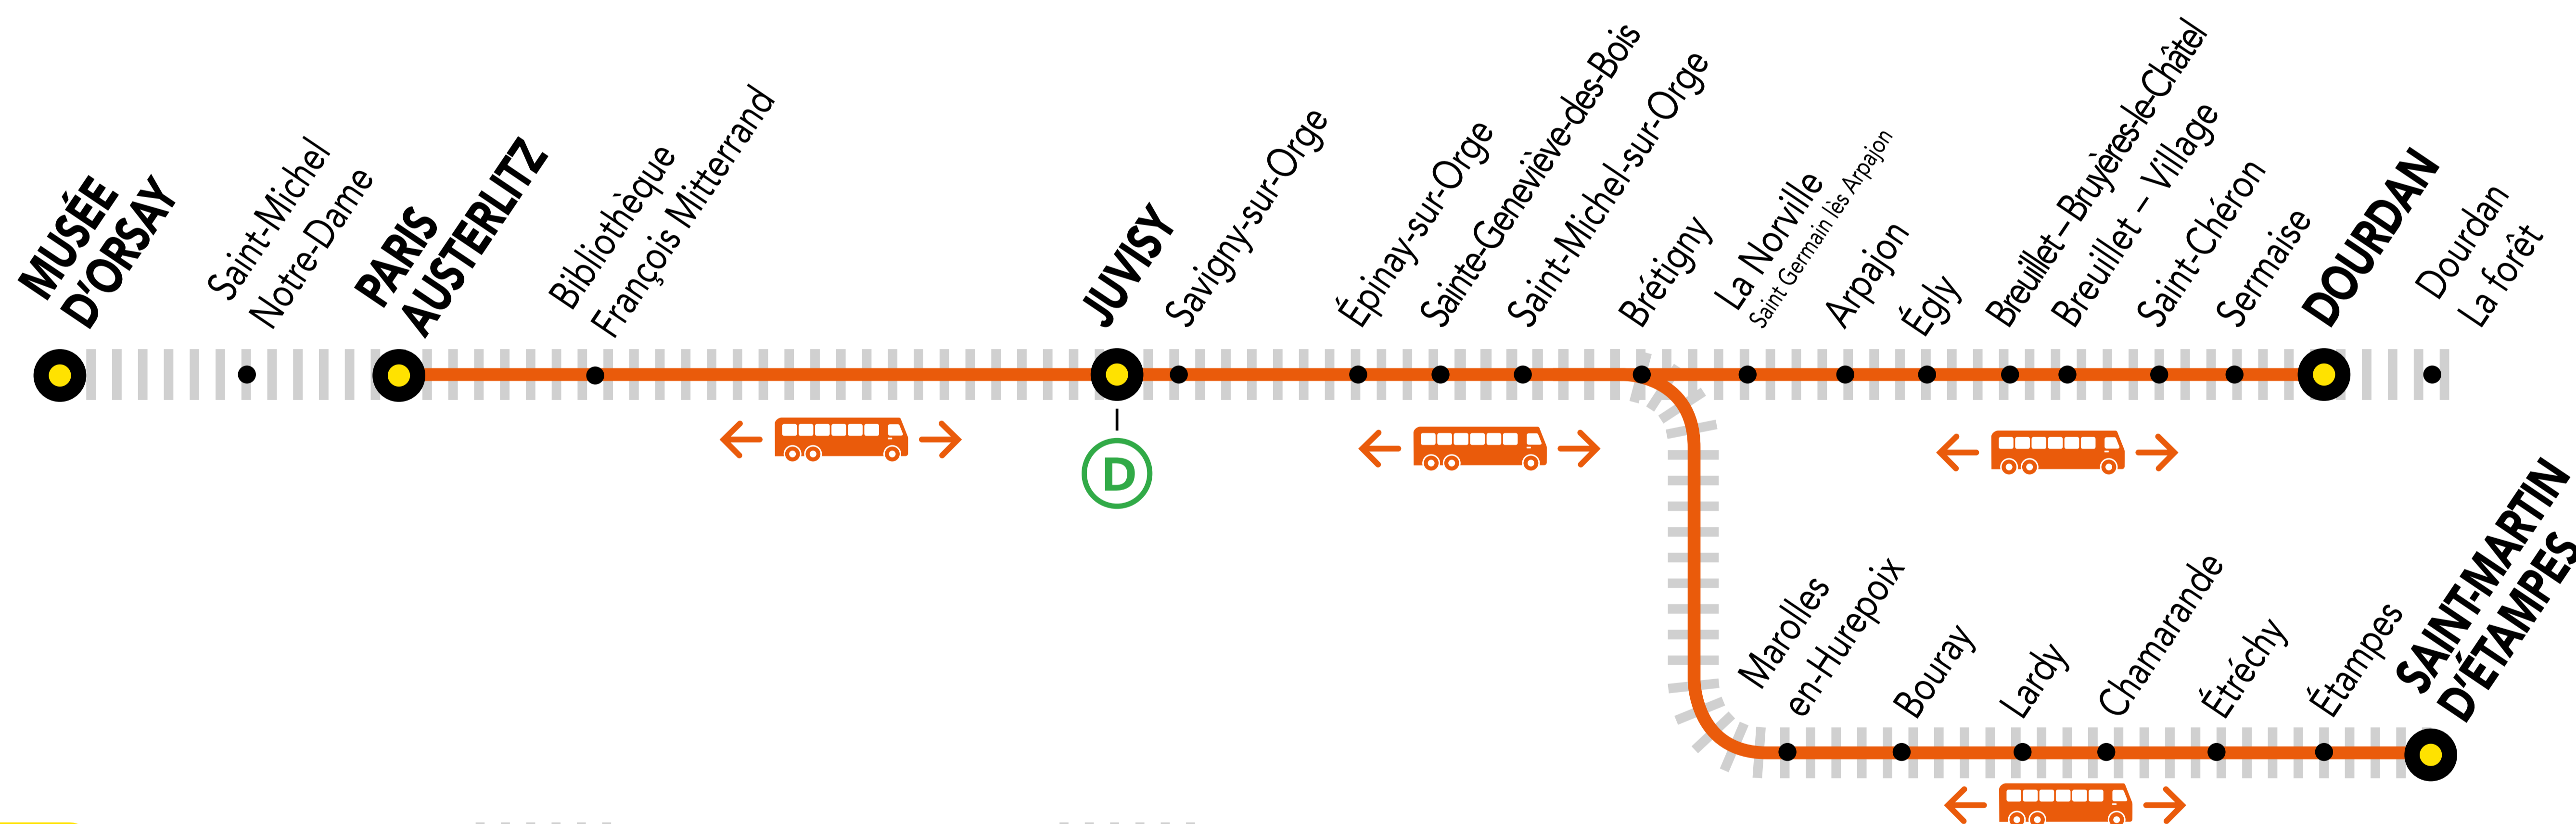 MUSÉE
D'ORSAY
Saint-Michel
Notre-Dame
PARIS
AUSTERLITZ
Bibliothèque
François Mitterrand
JUVISY
Savigny-sur-Orge
Épinay-sur-Orge
Sainte-Geneviève-des-Bois
Saint-Michel-sur-Orge
Brétigny
La Norville
Saint Germain lès Arpajon
Arpajon
Égly
Breuillet – Bruyères-le-Châtel
Breuillet – Village
Saint-Chéron
Sermaise
DOURDAN
Dourdan
La forêt
D
Marolles
en-Hurepoix
Bouray
Lardy
Chamarande
Étréchy
Étampes
SAINT-MARTIN
D'ÉTAMPES